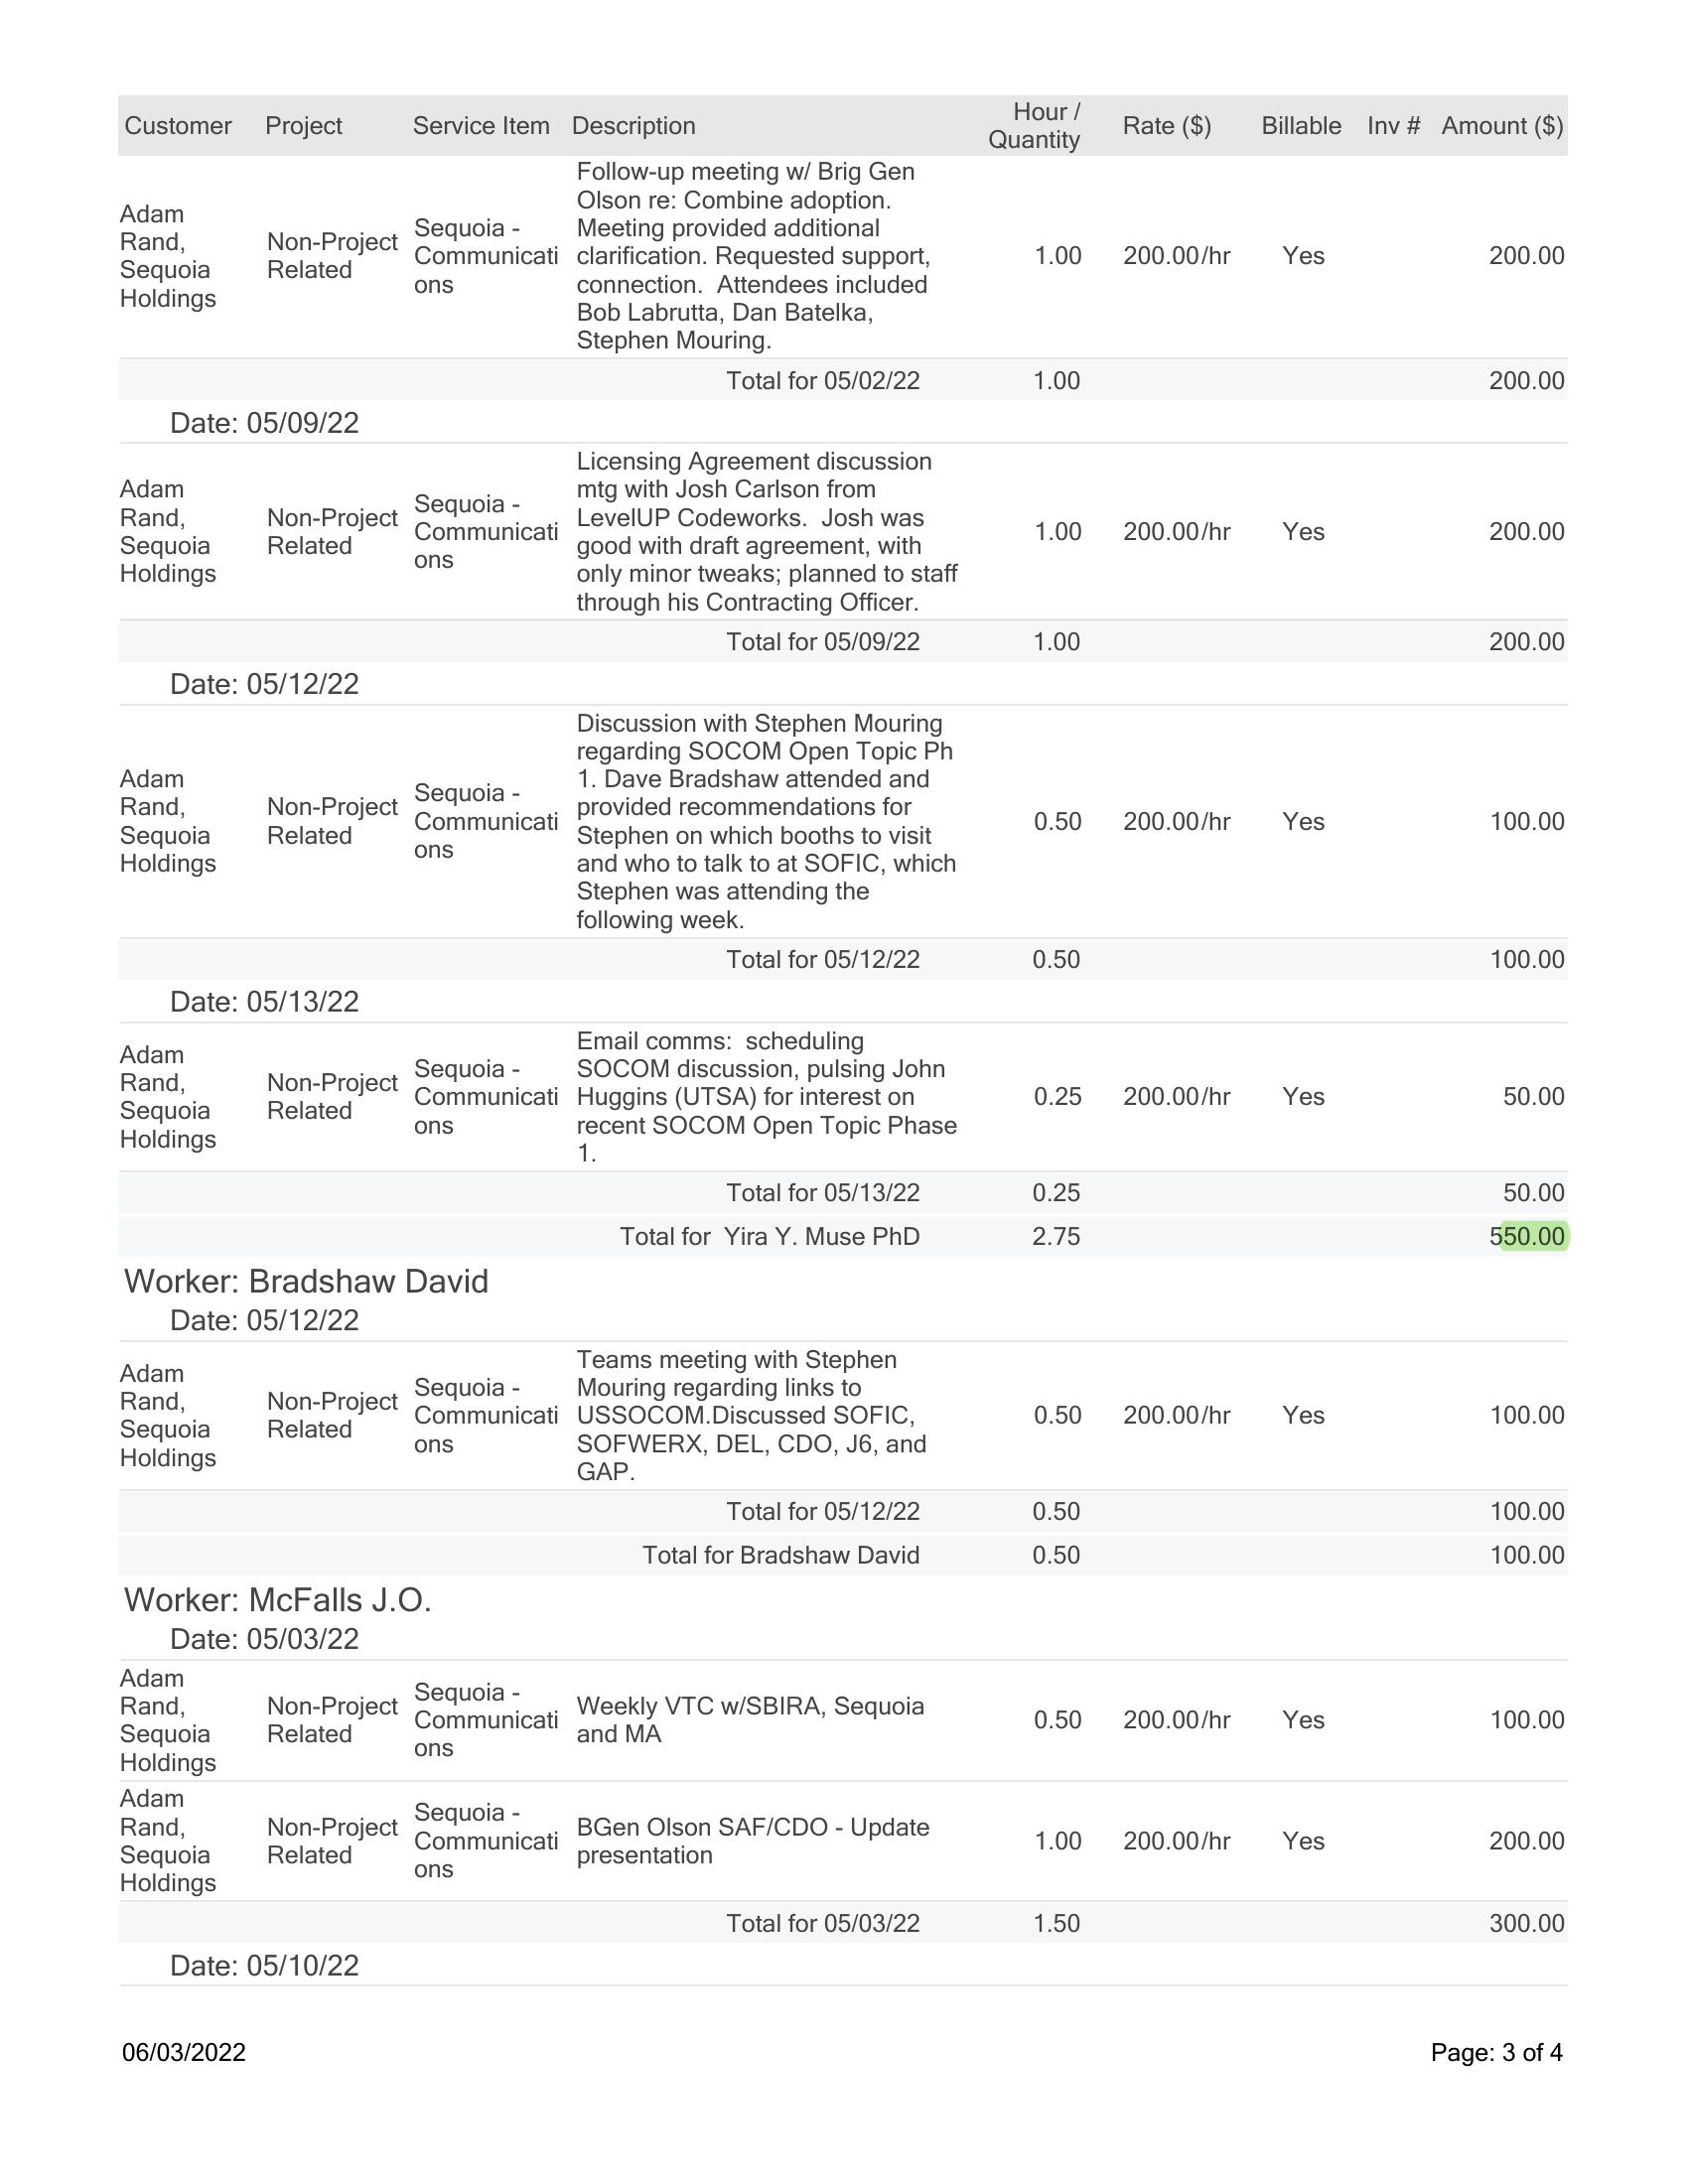 Customer Project Service Item Description Hour / Quantity Rate ($) Billable Inv # Amount ($)
Adam
Rand,
Sequoia
Holdings
Non-Project
Related
Sequoia -
Communicati
ons
Follow-up meeting w/ Brig Gen
Olson re: Combine adoption.
Meeting provided additional
clarification. Requested support,
connection.  Attendees included
Bob Labrutta, Dan Batelka,
Stephen Mouring.
1.00 200.00/hr Yes 200.00
Total for 05/02/22 1.00 200.00
Date: 05/09/22
Adam
Rand,
Sequoia
Holdings
Non-Project
Related
Sequoia -
Communicati
ons
Licensing Agreement discussion
mtg with Josh Carlson from
LevelUP Codeworks.  Josh was
good with draft agreement, with
only minor tweaks; planned to staff
through his Contracting Officer.
1.00 200.00/hr Yes 200.00
Total for 05/09/22 1.00 200.00
Date: 05/12/22
Adam
Rand,
Sequoia
Holdings
Non-Project
Related
Sequoia -
Communicati
ons
Discussion with Stephen Mouring
regarding SOCOM Open Topic Ph
1. Dave Bradshaw attended and
provided recommendations for
Stephen on which booths to visit
and who to talk to at SOFIC, which
Stephen was attending the
following week.
0.50 200.00/hr Yes 100.00
Total for 05/12/22 0.50 100.00
Date: 05/13/22
Adam
Rand,
Sequoia
Holdings
Non-Project
Related
Sequoia -
Communicati
ons
Email comms:  scheduling
SOCOM discussion, pulsing John
Huggins (UTSA) for interest on
recent SOCOM Open Topic Phase
1.
0.25 200.00/hr Yes 50.00
Total for 05/13/22 0.25 50.00
Total for  Yira Y. Muse PhD 2.75 550.00
Worker: Bradshaw David
Date: 05/12/22
Adam
Rand,
Sequoia
Holdings
Non-Project
Related
Sequoia -
Communicati
ons
Teams meeting with Stephen
Mouring regarding links to
USSOCOM.Discussed SOFIC,
SOFWERX, DEL, CDO, J6, and
GAP.
0.50 200.00/hr Yes 100.00
Total for 05/12/22 0.50 100.00
Total for Bradshaw David 0.50 100.00
Worker: McFalls J.O.
Date: 05/03/22
Adam
Rand,
Sequoia
Holdings
Non-Project
Related
Sequoia -
Communicati
ons
Weekly VTC w/SBIRA, Sequoia
and MA
0.50 200.00/hr Yes 100.00
Adam
Rand,
Sequoia
Holdings
Non-Project
Related
Sequoia -
Communicati
ons
BGen Olson SAF/CDO - Update
presentation
1.00 200.00/hr Yes 200.00
Total for 05/03/22 1.50 300.00
Date: 05/10/22
06/03/2022 Page: 3 of 4